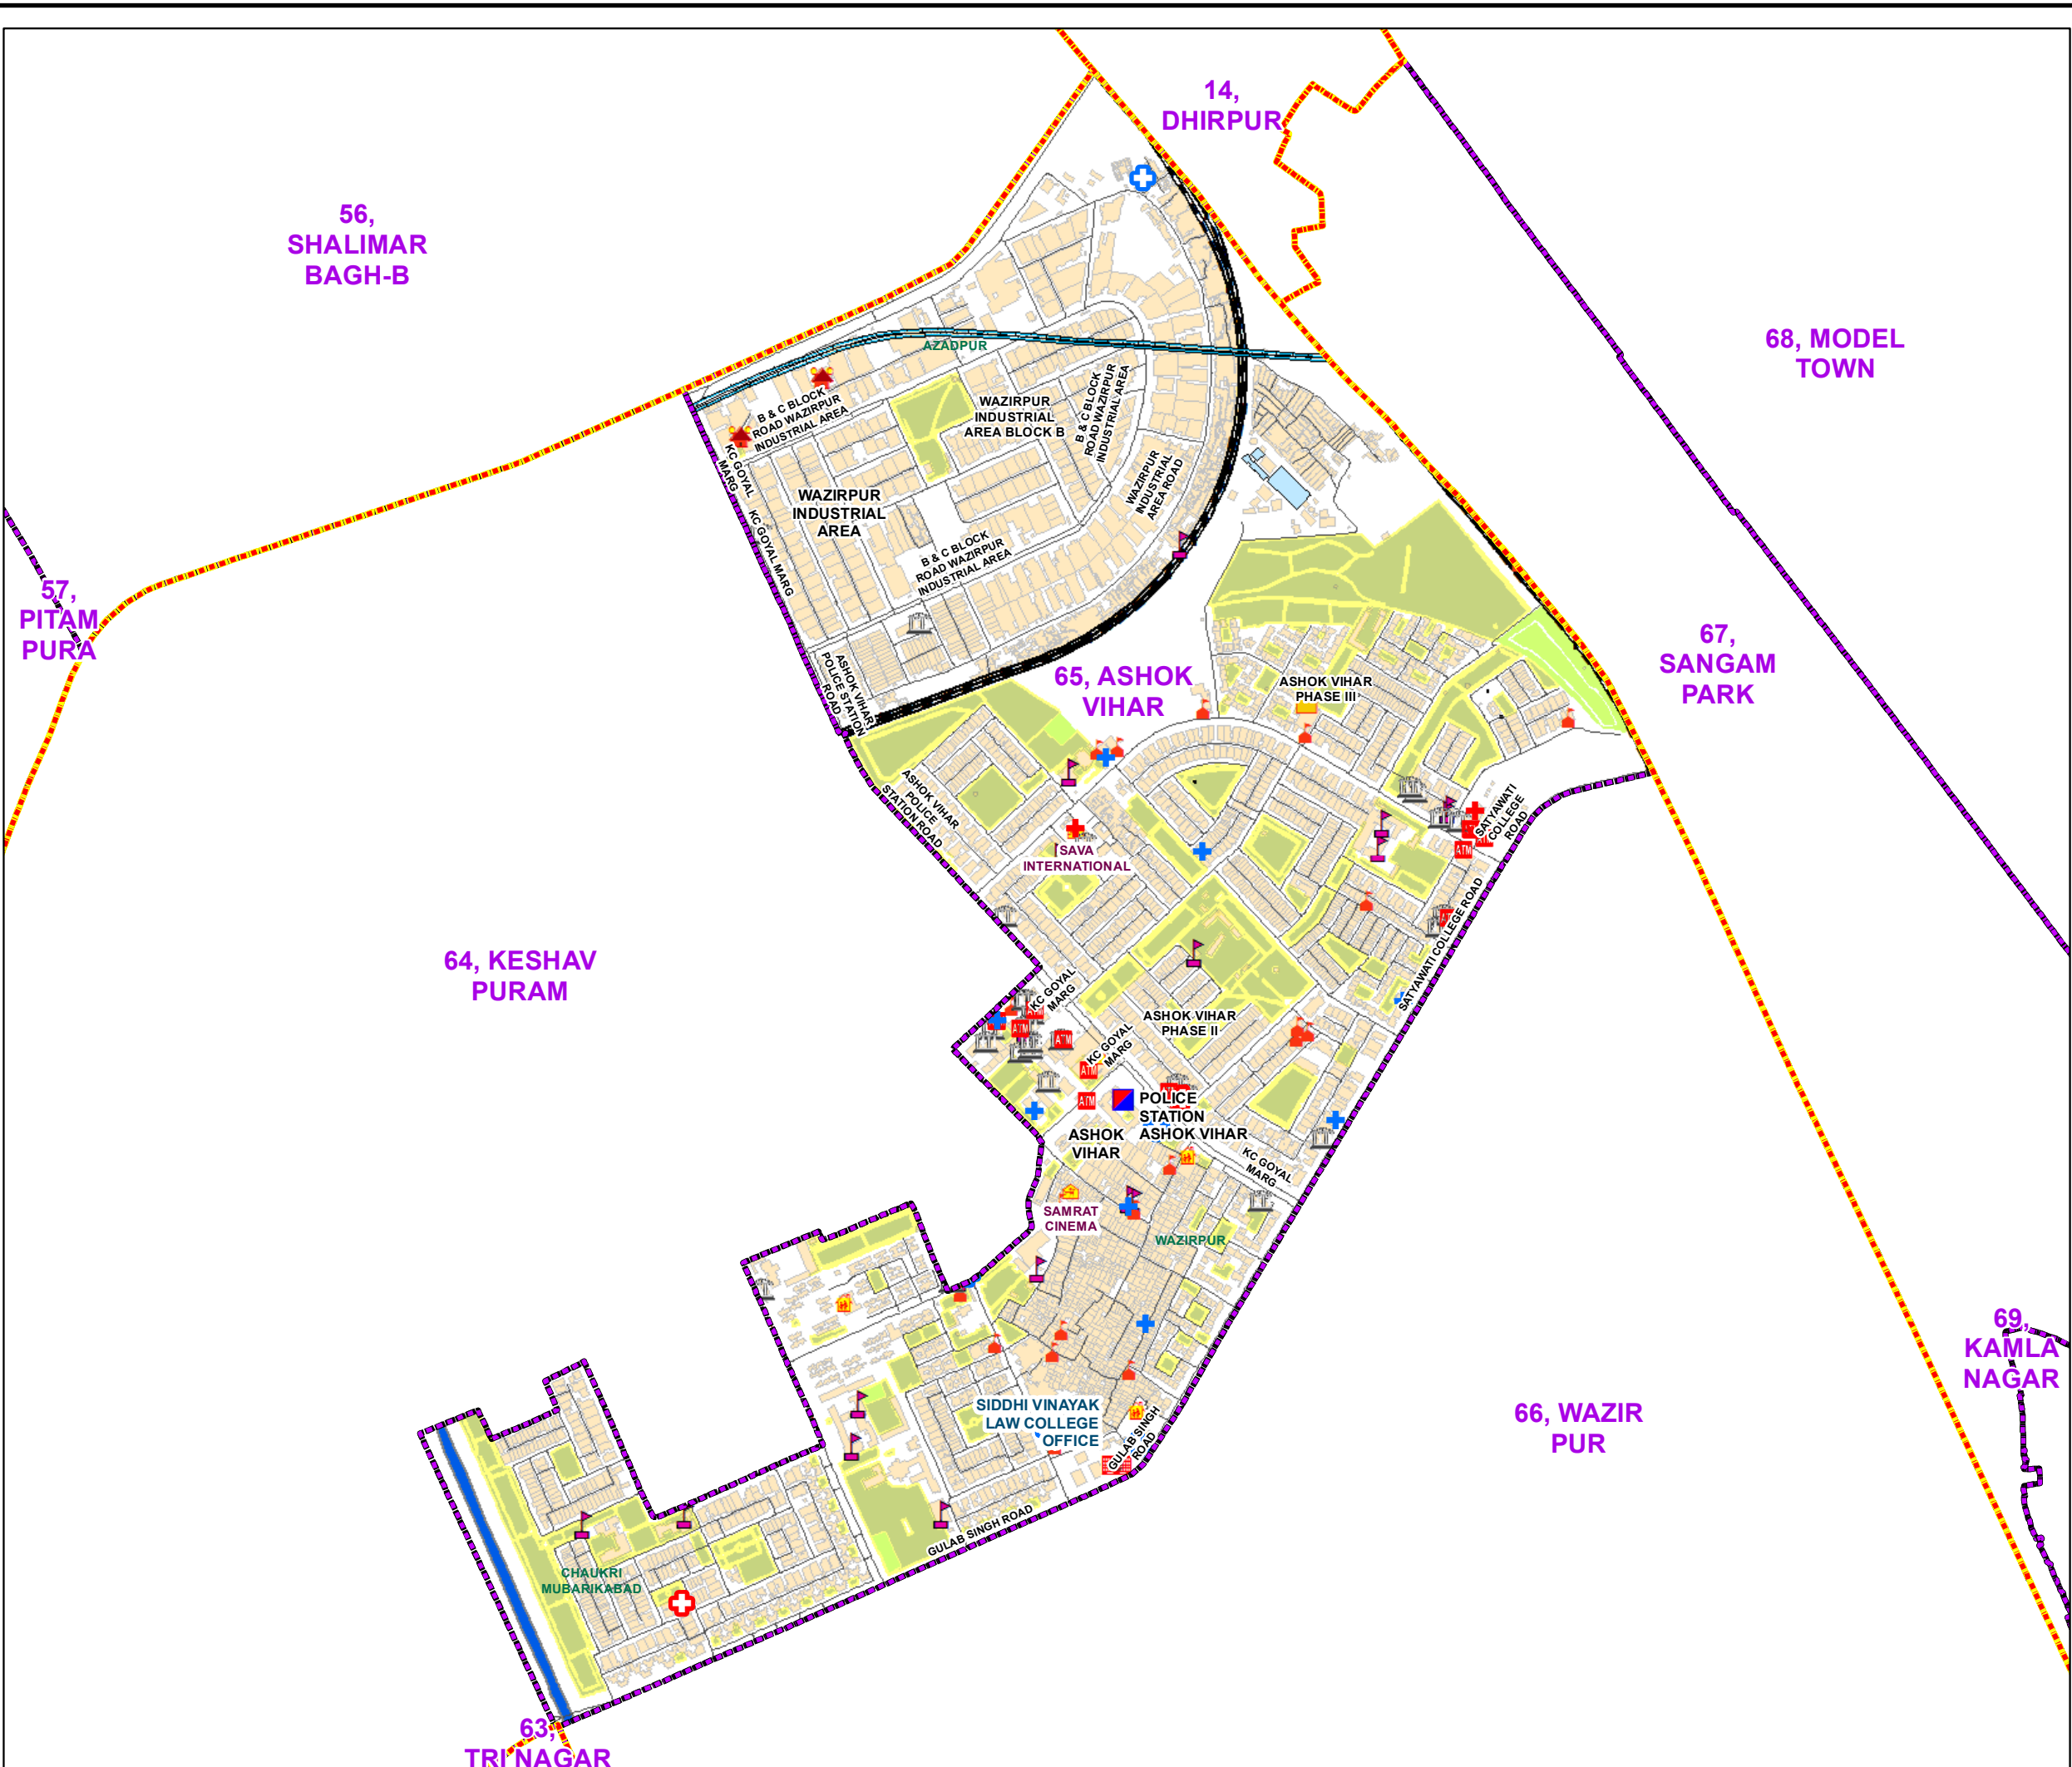 14,
DHIRPUR
56,
SHALIMAR
BAGH-B
68, MODEL
TOWN
AZADPUR
B & C BLOCK
ROAD WAZIRPUR
INDUSTRIAL AREA
WAZIRPUR
INDUSTRIAL
AREA BLOCK B
B & C BLOCK
ROAD WAZIRPUR
INDUSTRIAL AREA
KC GOYAL
MARG
WAZIRPUR
INDUSTRIAL
AREA ROAD
WAZIRPUR
INDUSTRIAL
AREA
KC GOYAL MARG
B & C BLOCK
ROAD WAZIRPUR
INDUSTRIAL AREA
57,
PITAM
PURA
67,
SANGAM
PARK
ASHOK VIHAR
POLICE STATION
ROAD
65, ASHOK
VIHAR
ASHOK VIHAR
PHASE III
ASHOK VIHAR
POLICE
STATION ROAD
SATYAWATI
COLLEGE
ROAD
ATM
SAVA
INTERNATIONAL
SATYAWATI COLLEGE ROAD
64, KESHAV
PURAM
KC GOYAL
MARG
ATM
ATM
ASHOK VIHAR
PHASE II
KC GOYAL
MARG
ATM
ATM
POLICE
STATION
ASHOK VIHAR
ASHOK
VIHAR
KC GOYAL
MARG
SAMRAT
CINEMA
WAZIRPUR
69,
KAMLA
NAGAR
SIDDHI VINAYAK
LAW COLLEGE
OFFICE
GULAB SINGH
ROAD
66, WAZIR
PUR
GULAB SINGH ROAD
CHAUKRI
MUBARIKABAD
63,
TRI NAGAR